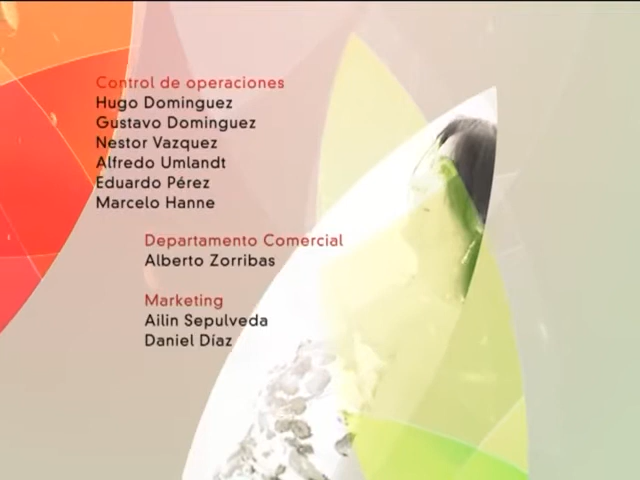 Control de operaciones
Hugo Dominguez
Gustavo Dominguez
Nestor Vazquez
Alfredo Umlandt
Eduardo Pérez
Marcelo Hanne
Departamento Comercial
Alberto Zorribas
Marketing
Ailin Sepulveda
Daniel Díaz